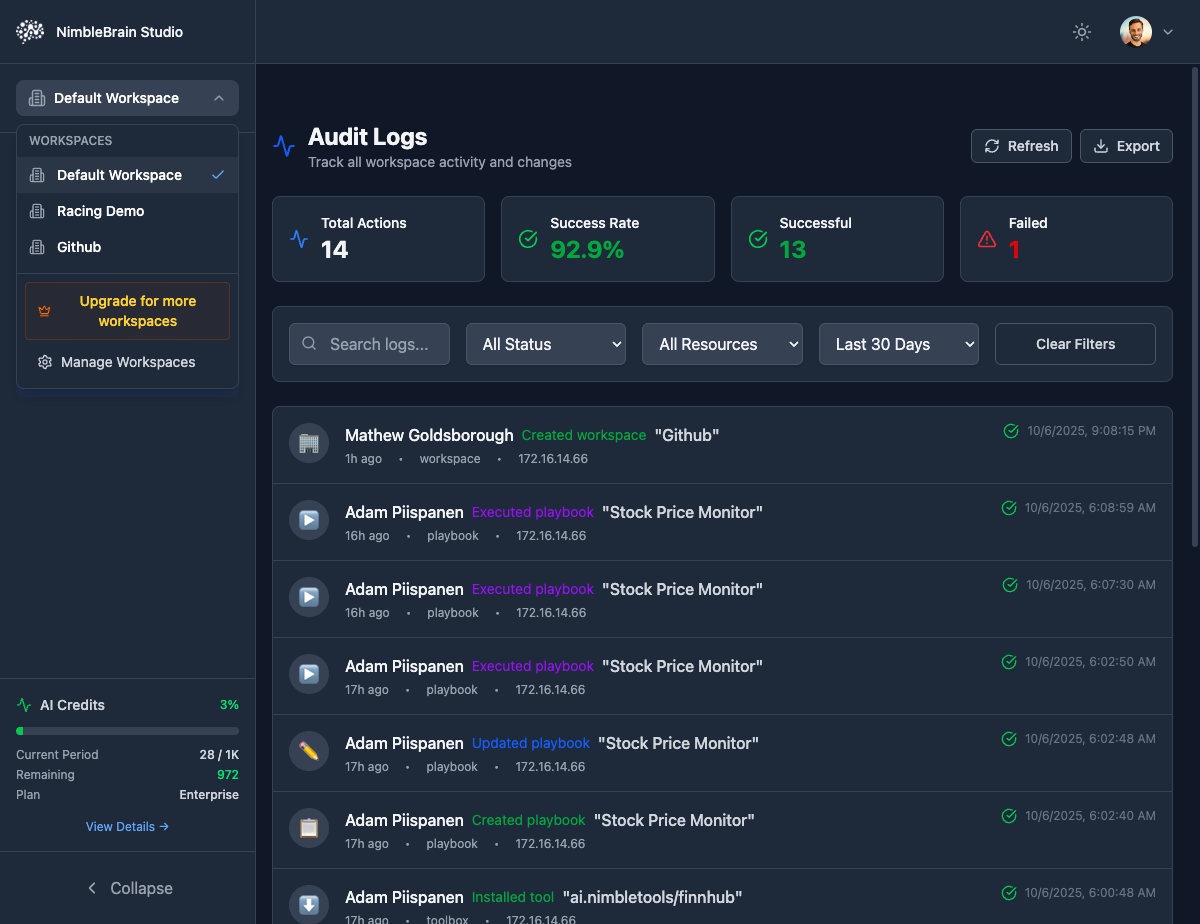 NimbleBrain Studio
Default Workspace
WORKSPACES
Default Workspace
Racing Demo
Github
Upgrade for more
workspaces
Manage Workspaces
AI Credits 3%
Current Period 28 / 1K
Remaining 972
Plan Enterprise
View Details →
Collapse
Audit Logs
Track all workspace activity and changes
Refresh
Export
Total Actions
14
Success Rate
92.9%
Successful
13
Failed
1
Search logs...
All Status
All Resources
Last 30 Days
Clear Filters
Mathew Goldsborough Created workspace "Github" 10/6/2025, 9:08:15 PM
1h ago • workspace • 172.16.14.66
Adam Piispanen Executed playbook "Stock Price Monitor" 10/6/2025, 6:08:59 AM
16h ago • playbook • 172.16.14.66
Adam Piispanen Executed playbook "Stock Price Monitor" 10/6/2025, 6:07:30 AM
16h ago • playbook • 172.16.14.66
Adam Piispanen Executed playbook "Stock Price Monitor" 10/6/2025, 6:02:50 AM
17h ago • playbook • 172.16.14.66
Adam Piispanen Updated playbook "Stock Price Monitor" 10/6/2025, 6:02:48 AM
17h ago • playbook • 172.16.14.66
Adam Piispanen Created playbook "Stock Price Monitor" 10/6/2025, 6:02:40 AM
17h ago • playbook • 172.16.14.66
Adam Piispanen Installed tool "ai.nimbletools/finnhub" 10/6/2025, 6:00:48 AM
17h ago • toolbox • 172.16.14.66